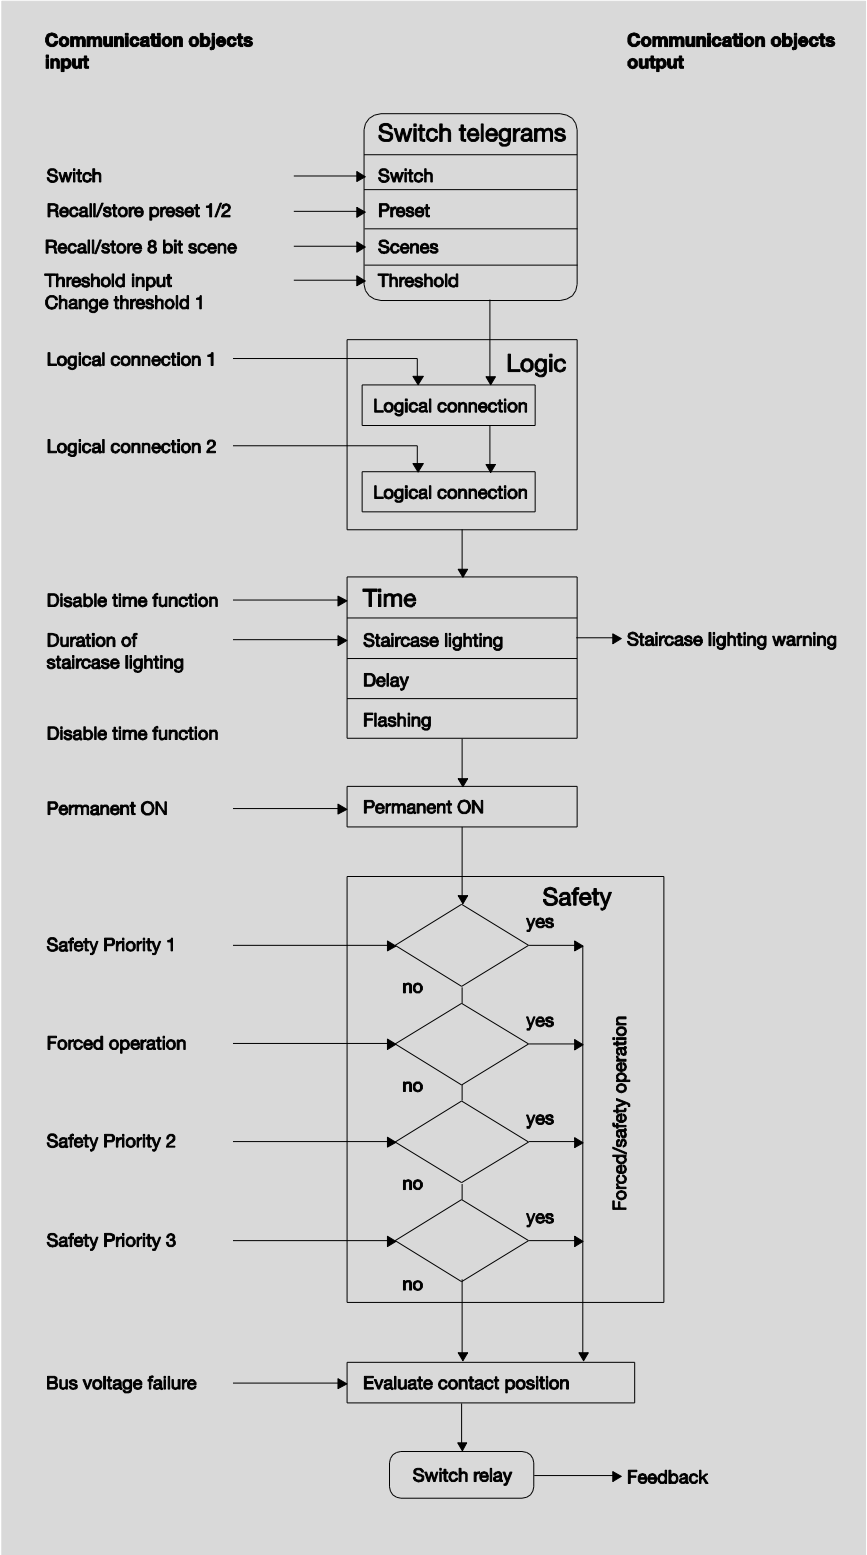 Communication objects
input
Communication objects
output
Switch telegrams
Switch
Switch
Recall/store preset 1/2
Preset
Recall/store 8 bit scene
Scenes
Threshold input
Change threshold 1
Threshold
Logical connection 1
Logic
Logical connection
Logical connection 2
Logical connection
Disable time function
Time
Duration of
staircase lighting
Staircase lighting
Staircase lighting warning
Delay
Flashing
Disable time function
Permanent ON
Permanent ON
Safety
yes
Safety Priority 1
no
yes
Forced operation
no
yes
Safety Priority 2
no
yes
Safety Priority 3
no
Forced/safety operation
Bus voltage failure
Evaluate contact position
Switch relay
Feedback